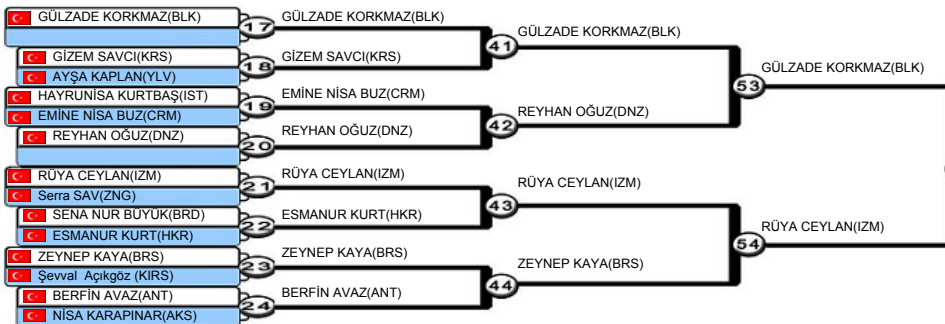 GÜLZADE KORKMAZ(BLK)
GİZEM SAVCI(KRS)
AYŞA KAPLAN(YLV)
HAYRUNİSA KURTBAŞ(IST)
EMİNE NİSA BUZ(CRM)
REYHAN OĞUZ(DNZ)
RÜYA CEYLAN(IZM)
Serra SAV(ZNG)
SENA NUR BÜYÜK(BRD)
ESMANUR KURT(HKR)
ZEYNEP KAYA(BRS)
Şevval Açıkgöz (KIRS)
BERFİN AVAZ(ANT)
NİSA KARAPINAR(AKS)
17
18
19
20
21
22
23
24
GÜLZADE KORKMAZ(BLK)
GİZEM SAVCI(KRS)
EMİNE NİSA BUZ(CRM)
REYHAN OĞUZ(DNZ)
RÜYA CEYLAN(IZM)
ESMANUR KURT(HKR)
ZEYNEP KAYA(BRS)
BERFİN AVAZ(ANT)
41
42
43
44
GÜLZADE KORKMAZ(BLK)
REYHAN OĞUZ(DNZ)
RÜYA CEYLAN(IZM)
ZEYNEP KAYA(BRS)
53
54
GÜLZADE KORKMAZ(BLK)
RÜYA CEYLAN(IZM)